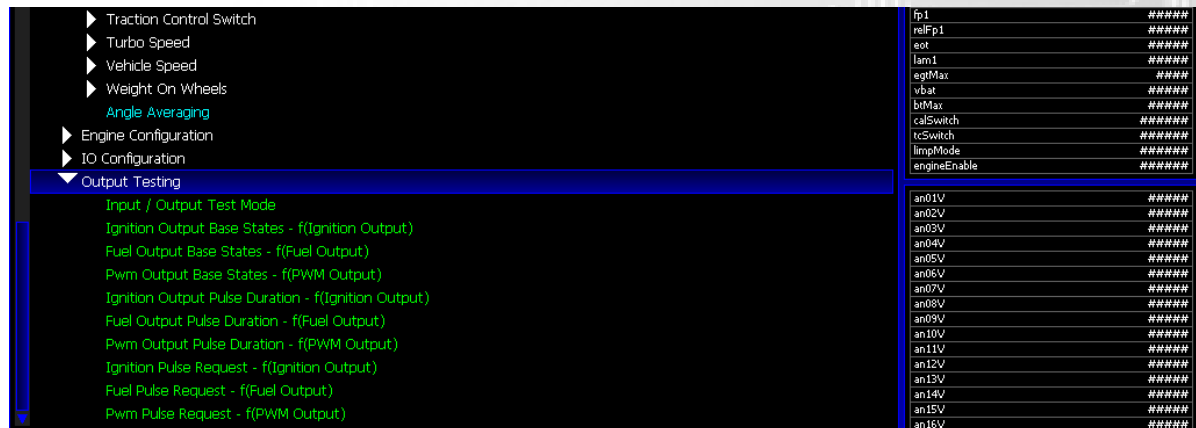 Traction Control Switch
Turbo Speed
Vehicle Speed
Weight On Wheels
Angle Averaging
Engine Configuration
IO Configuration
Output Testing
Input / Output Test Mode
Ignition Output Base States - f(Ignition Output)
Fuel Output Base States - f(Fuel Output)
Pwm Output Base States - f(PWM Output)
Ignition Output Pulse Duration - f(Ignition Output)
Fuel Output Pulse Duration - f(Fuel Output)
Pwm Output Pulse Duration - f(PWM Output)
Ignition Pulse Request - f(Ignition Output)
Fuel Pulse Request - f(Fuel Output)
Pwm Pulse Request - f(PWM Output)
fp1 #####
relFp1 #####
eot #####
lam1 #####
egtMax ####
vbat #####
btMax #####
calSwitch ######
tcSwitch ######
limpMode ######
engineEnable ######
an01V #####
an02V #####
an03V #####
an04V #####
an05V #####
an06V #####
an07V #####
an08V #####
an09V #####
an10V #####
an11V #####
an12V #####
an13V #####
an14V #####
an15V #####
an16V #####